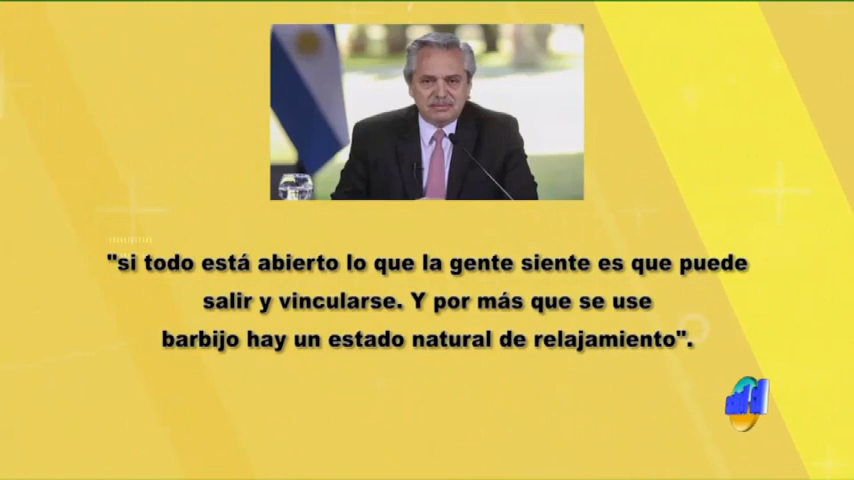 "si todo está abierto lo que la gente siente es que puede
salir y vincularse. Y por más que se use
barbijo hay un estado natural de relajamiento".